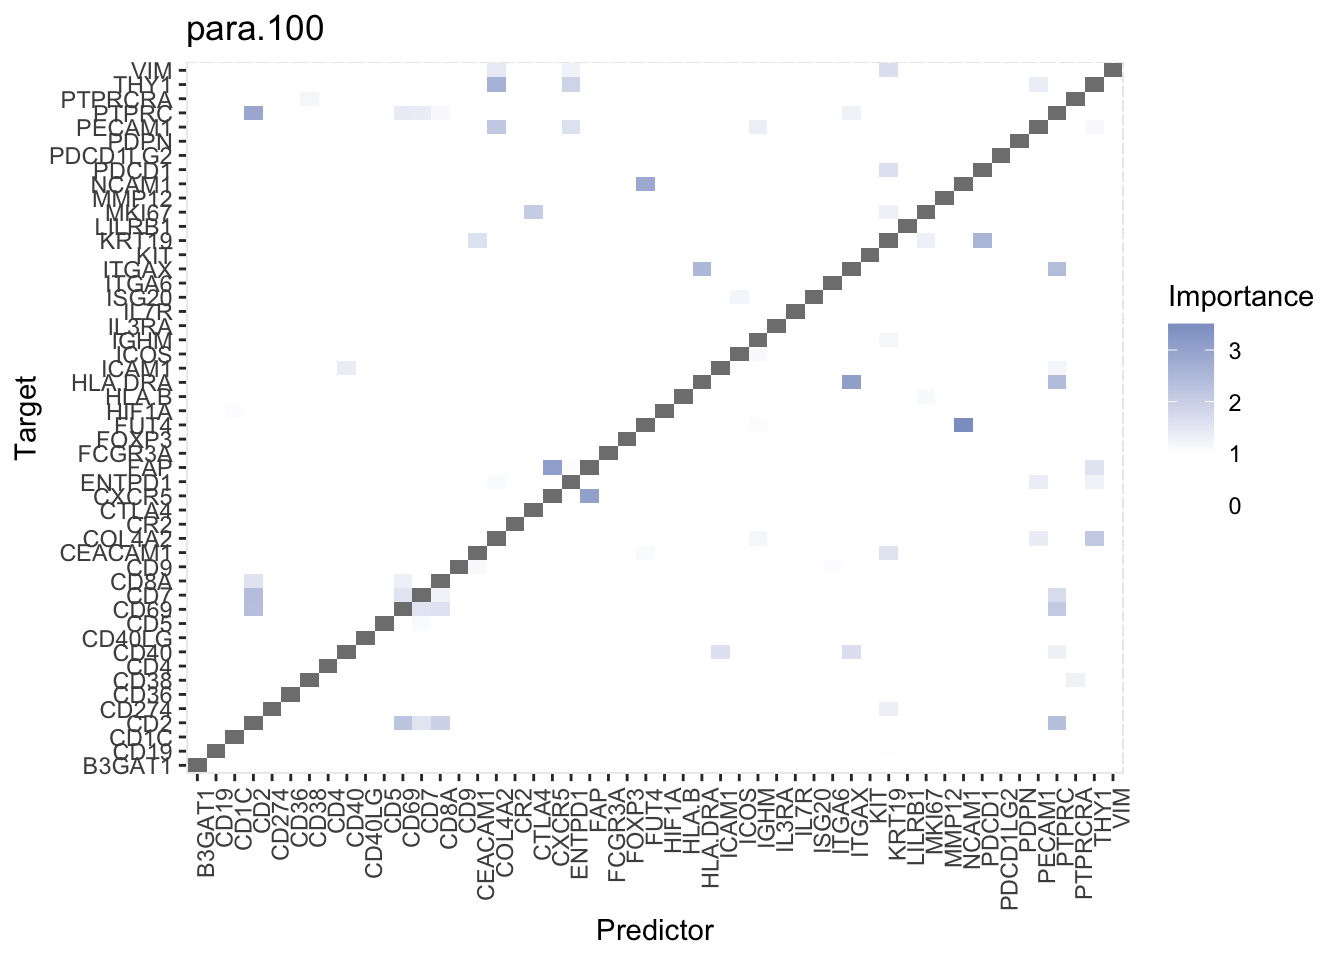 para.100
VIM
THY1
PTPRCRA
PTPRC
PECAM1
PDPN
PDCD1LG2
PDCD1
NCAM1
MMP12
MKI67
LILRB1
KRT19
KIT
ITGAX
ITGA6
ISG20
IL7R
IL3RA
IGHM
ICOS
ICAM1
HLA.DRA
HLA.B
HIF1A
FUT4
FOXP3
FCGR3A
FAP
ENTPD1
CXCR5
CTLA4
CR2
COL4A2
CEACAM1
CD9
CD8A
CD7
CD69
CD5
CD40LG
CD40
CD4
CD38
CD36
CD274
CD2
CD1C
CD19
B3GAT1
Target
B3GAT1
CD19
CD1C
CD2
CD274
CD36
CD38
CD4
CD40
CD40LG
CD5
CD69
CD7
CD8A
CD9
CEACAM1
COL4A2
CR2
CTLA4
CXCR5
ENTPD1
FAP
FCGR3A
FOXP3
FUT4
HIF1A
HLA.B
HLA.DRA
ICAM1
ICOS
IGHM
IL3RA
IL7R
ISG20
ITGA6
ITGAX
KIT
KRT19
LILRB1
MKI67
MMP12
NCAM1
PDCD1
PDCD1LG2
PDPN
PECAM1
PTPRC
PTPRCRA
THY1
VIM
Predictor
Importance
3
2
1
0